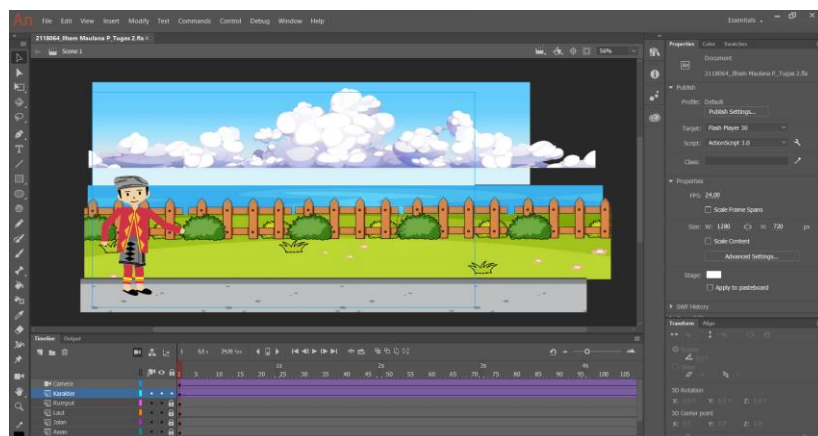 An File Edit View Insert Modify Text Commands Control Debug Window Help Essentials
2118064_Ilham Maulana P_Tugas 2.fla ×
Scene 1 56%
Properties Color Swatches
Document
An 2118064_Ilham Maulana P_Tugas 2.fla
Publish
Profile: Default
Publish Settings...
Target: Flash Player 30
Script: ActionScript 3.0
Class:
Properties
FPS: 24,00
Scale Frame Spans
Size: W: 1280 H: 720 px
Scale Content
Advanced Settings...
Stage:
Apply to pasteboard
SWF History
Transform Align
3D Rotation
X: Y: Z:
3D Center point
X: Y: Z:
Timeline Output
1s 2s 3s 4s
1 5 10 15 20 25 30 35 40 45 50 55 60 65 70 75 80 85 90 95 100 105
Camera
Karakter
Rumput
Laut
Jalan
Awan